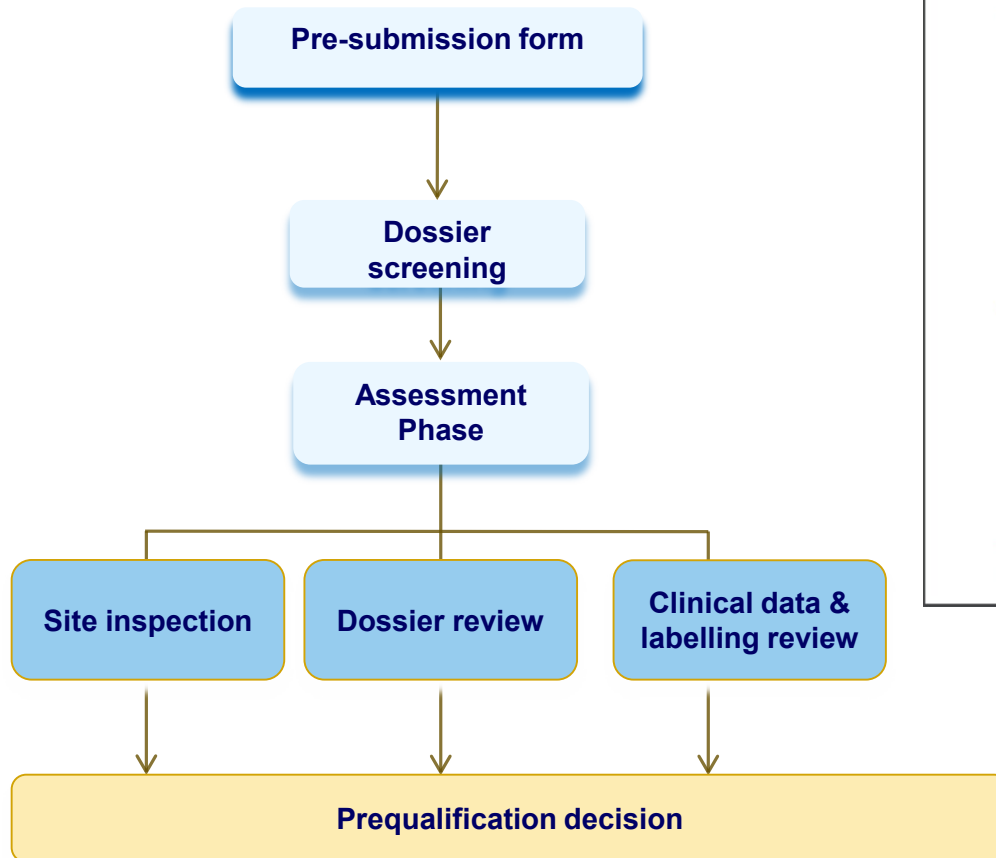 Pre-submission form
Dossier
screening
Assessment
Phase
Site inspection
Dossier review
Clinical data &
labelling review
Prequalification decision